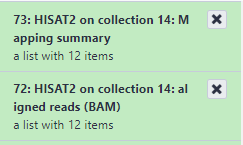 73: HISAT2 on collection 14: M
apping summary
a list with 12 items
72: HISAT2 on collection 14: al
igned reads (BAM)
a list with 12 items